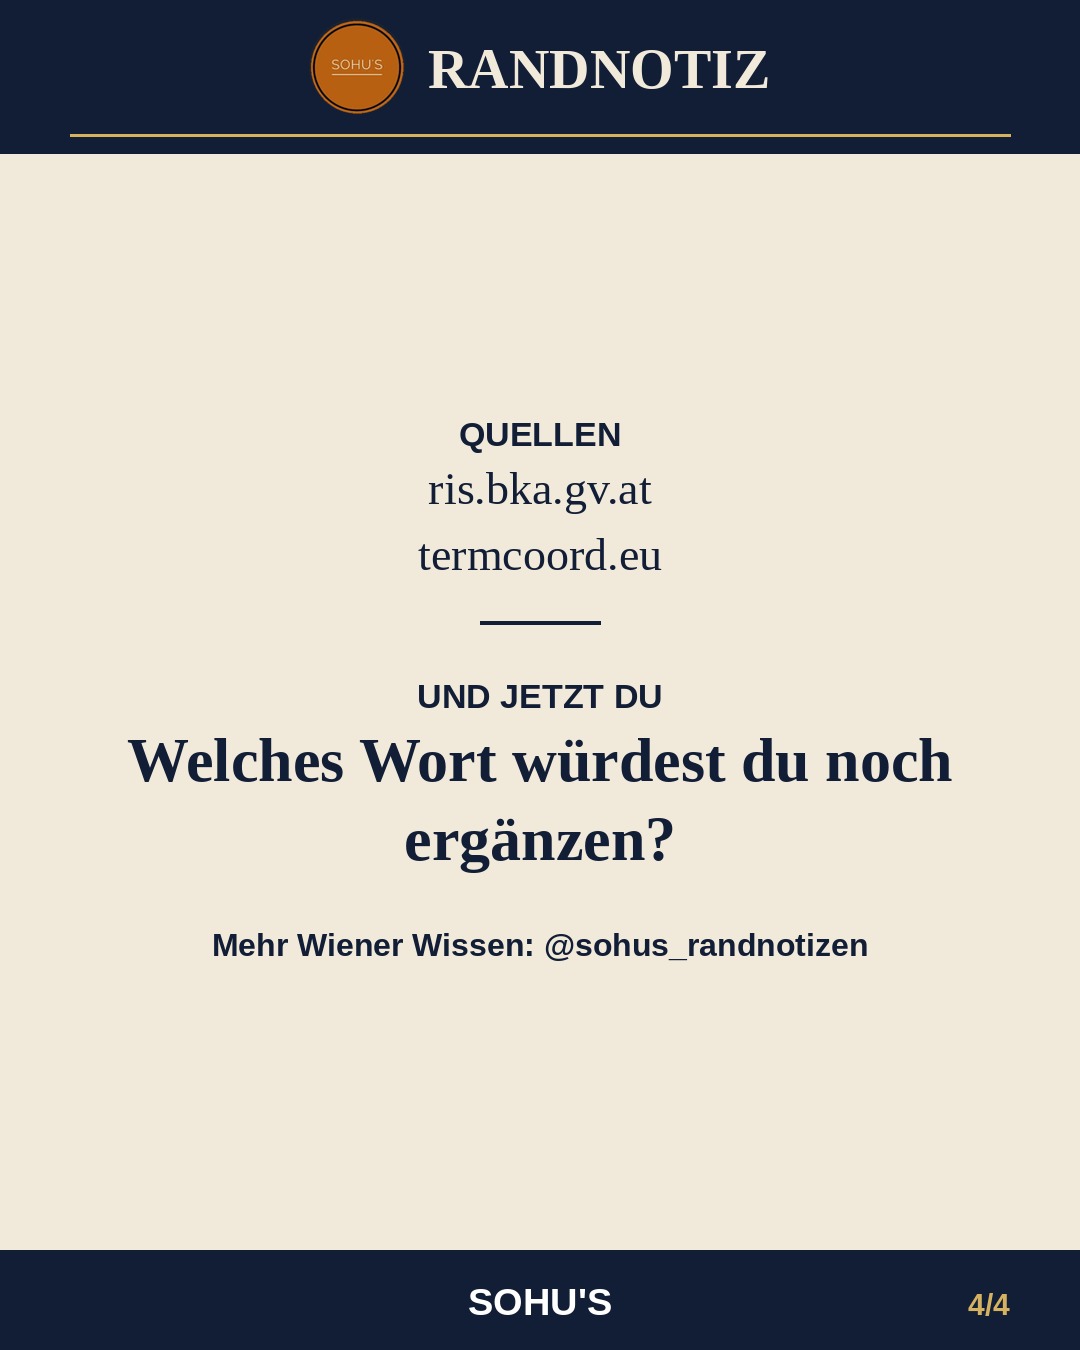 SOHU'S
RANDNOTIZ
QUELLEN
ris.bka.gv.at
termcoord.eu
UND JETZT DU
Welches Wort würdest du noch
ergänzen?
Mehr Wiener Wissen: @sohus_randnotizen
SOHU'S
4/4